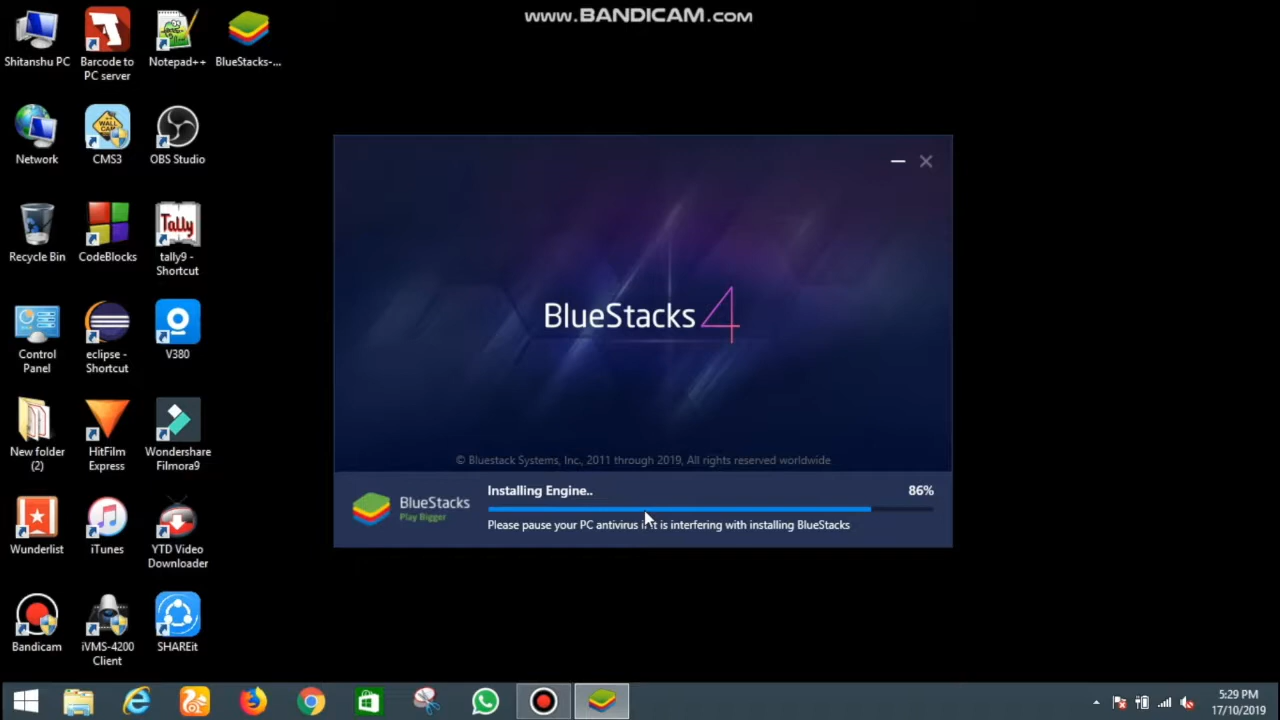 www.BANDICAM.com
Shitanshu PC
Barcode to
PC server
Notepad++
BlueStacks-...
Network
CMS3
OBS Studio
Recycle Bin
CodeBlocks
Tally
tally9 -
Shortcut
Control
Panel
eclipse -
Shortcut
V380
New folder
(2)
HitFilm
Express
Wondershare
Filmora9
Wunderlist
iTunes
YTD Video
Downloader
Bandicam
iVMS-4200
Client
SHAREit
BlueStacks 4
© Bluestack Systems, Inc., 2011 through 2019, All rights reserved worldwide
BlueStacks
Play Bigger
Installing Engine..
86%
Please pause your PC antivirus if it is interfering with installing BlueStacks
5:29 PM
17/10/2019